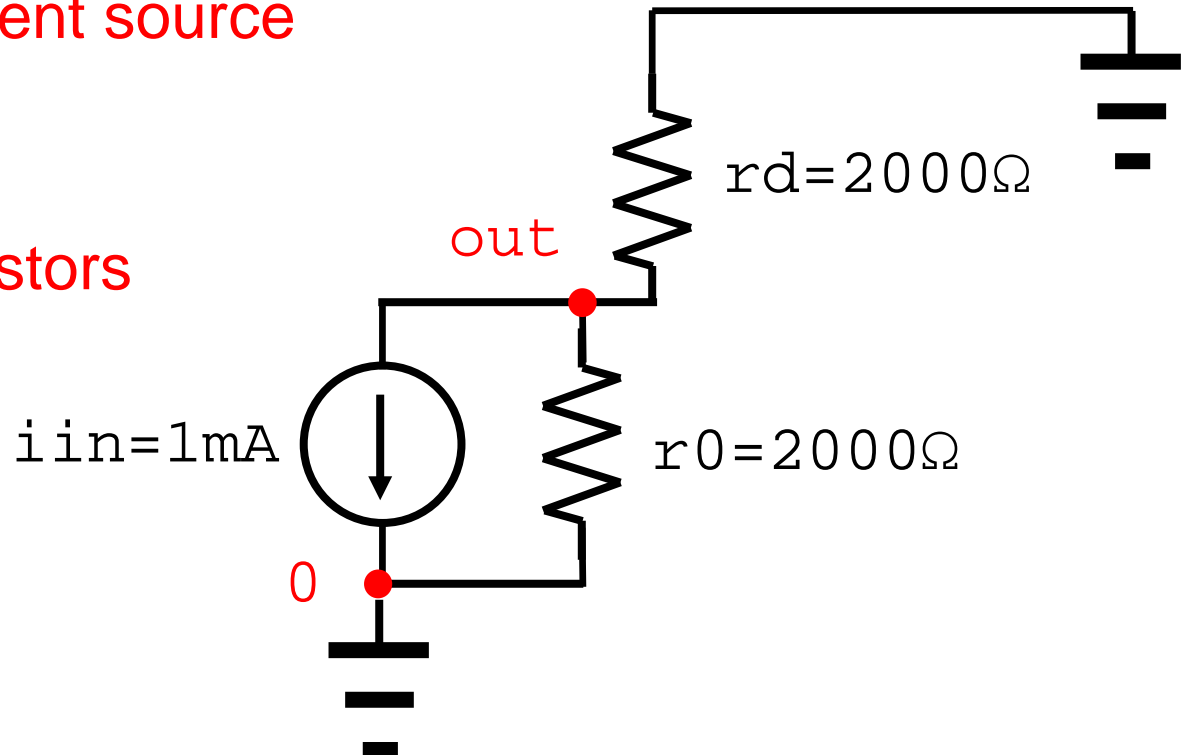 ent source
rd=2000Ω
out
stors
iin=1mA
r0=2000Ω
0